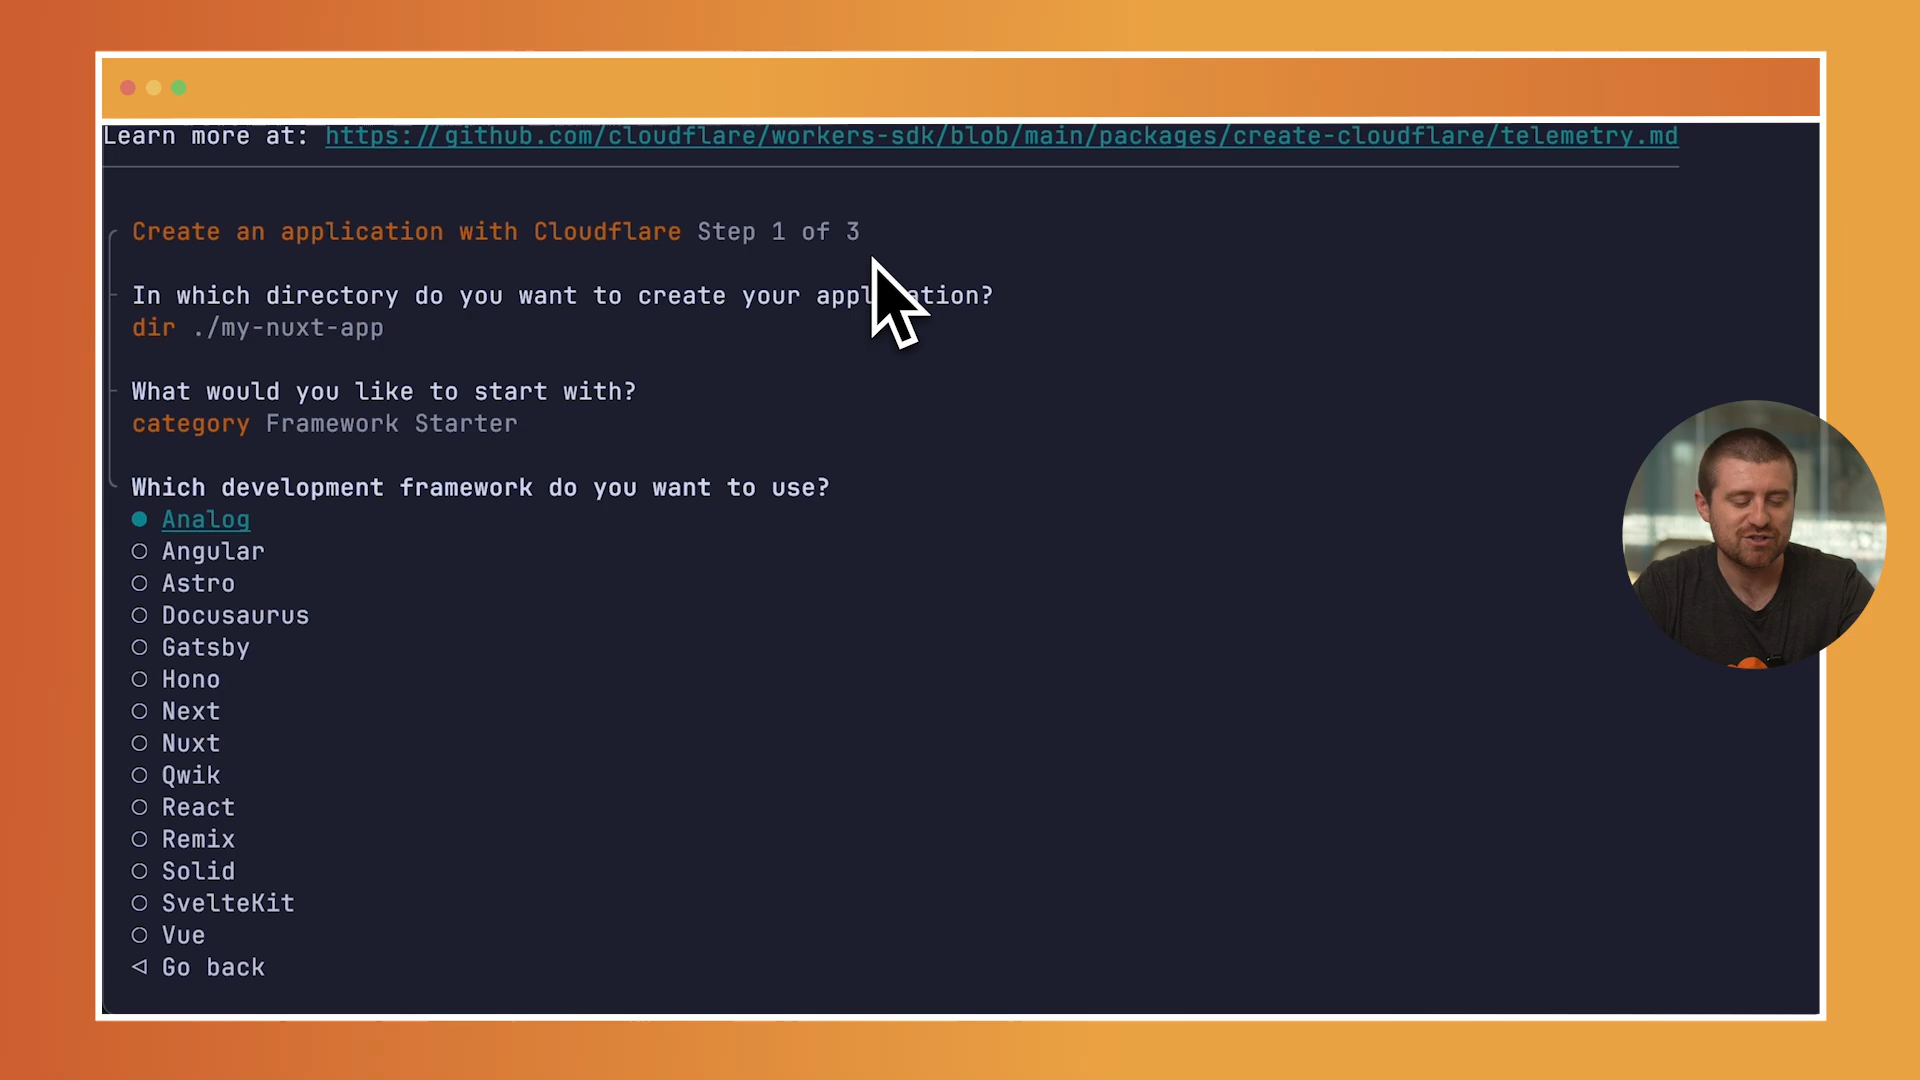 Learn more at: https://github.com/cloudflare/workers-sdk/blob/main/packages/create-cloudflare/telemetry.md
Create an application with Cloudflare Step 1 of 3
In which directory do you want to create your application?
dir ./my-nuxt-app
What would you like to start with?
category Framework Starter
Which development framework do you want to use?
Analog
Angular
Astro
Docusaurus
Gatsby
Hono
Next
Nuxt
Qwik
React
Remix
Solid
SvelteKit
Vue
Go back